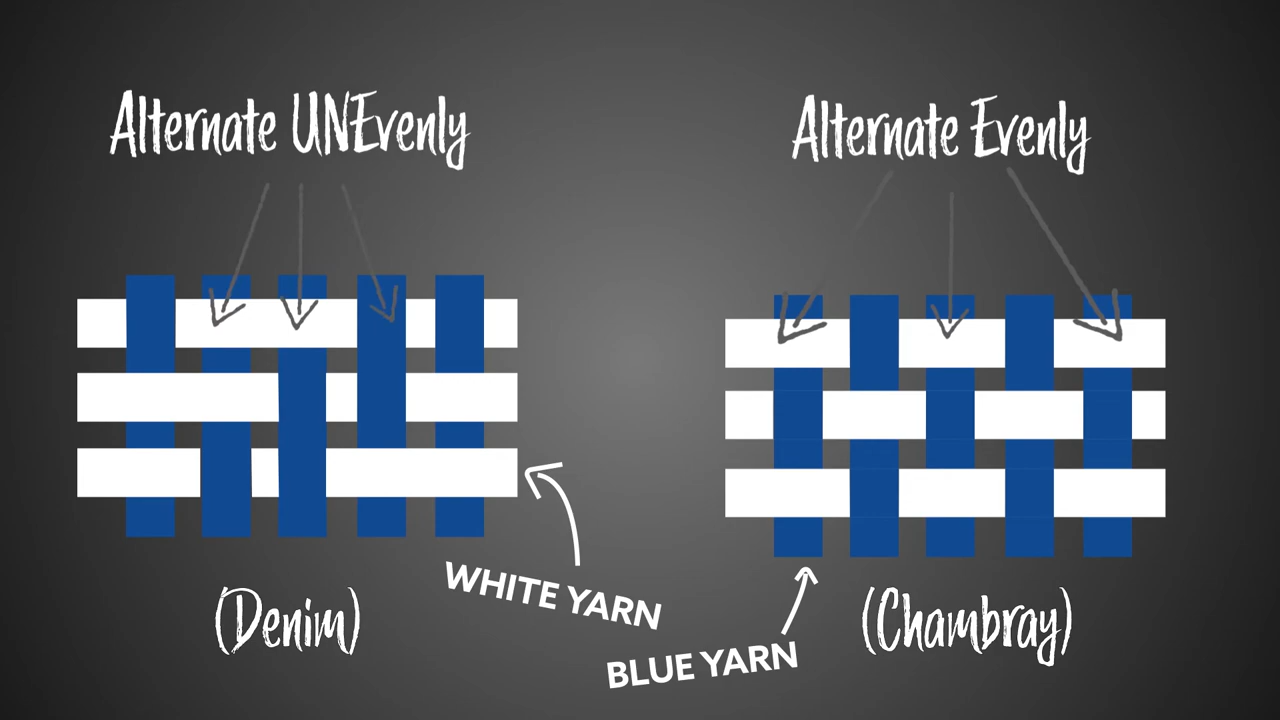 Alternate UNEvenly
Alternate Evenly
WHITE YARN
(Denim)
(Chambray)
BLUE YARN